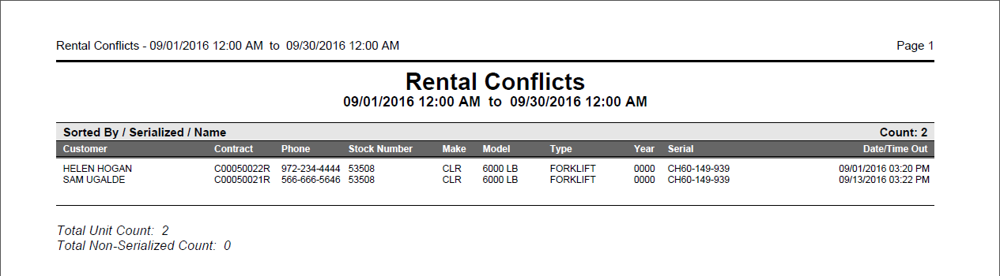 Rental Conflicts - 09/01/2016 12:00 AM to 09/30/2016 12:00 AM Page 1
Rental Conflicts
09/01/2016 12:00 AM to 09/30/2016 12:00 AM
Sorted By / Serialized / Name Count: 2
Customer Contract Phone Stock Number Make Model Type Year Serial Date/Time Out
HELEN HOGAN C00050022R 972-234-4444 53508 CLR 6000 LB FORKLIFT 0000 CH60-149-939 09/01/2016 03:20 PM
SAM UGALDE C00050021R 566-666-5646 53508 CLR 6000 LB FORKLIFT 0000 CH60-149-939 09/13/2016 03:22 PM
Total Unit Count: 2
Total Non-Serialized Count: 0